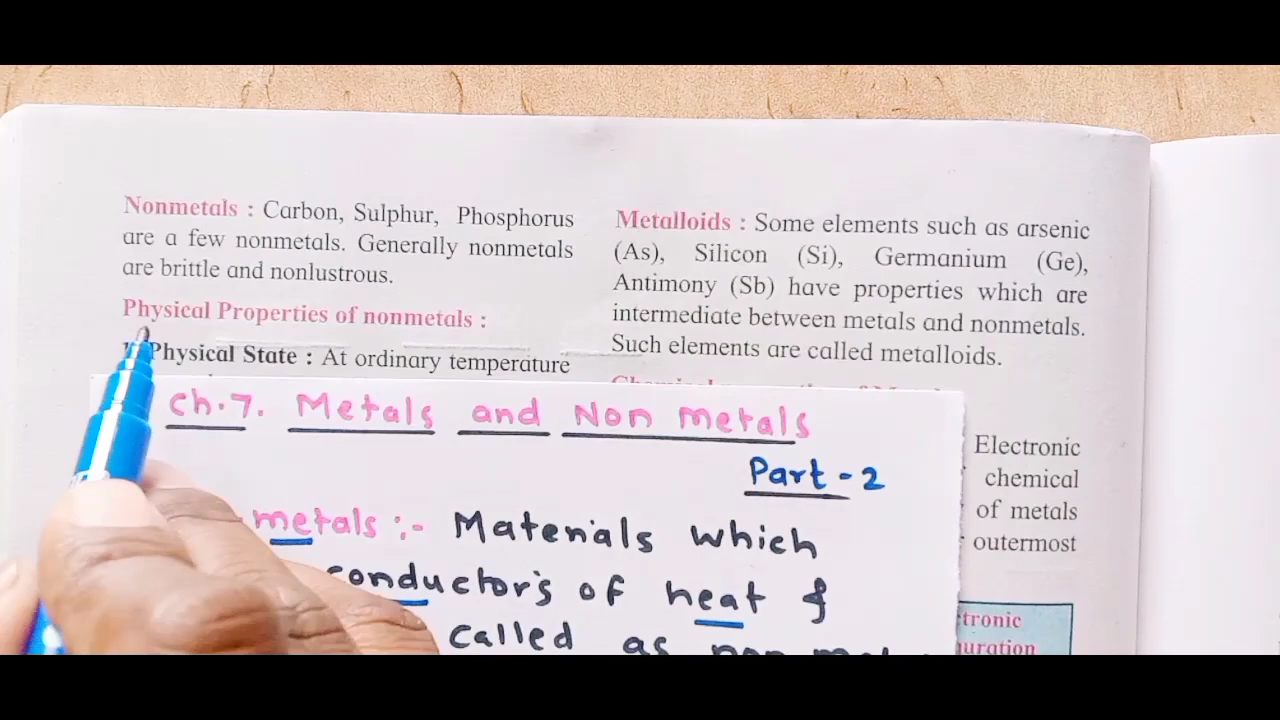 Nonmetals : Carbon, Sulphur, Phosphorus
are a few nonmetals. Generally nonmetals
are brittle and nonlustrous.
Physical Properties of nonmetals :
Physical State : At ordinary temperature
Metalloids : Some elements such as arsenic
(As), Silicon (Si), Germanium (Ge),
Antimony (Sb) have properties which are
intermediate between metals and nonmetals.
Such elements are called metalloids.
Electronic
chemical
of metals
outermost
Ch.7. Metals and Non metals
Part-2
metals :- Materials which
conductor's of heat &
called as